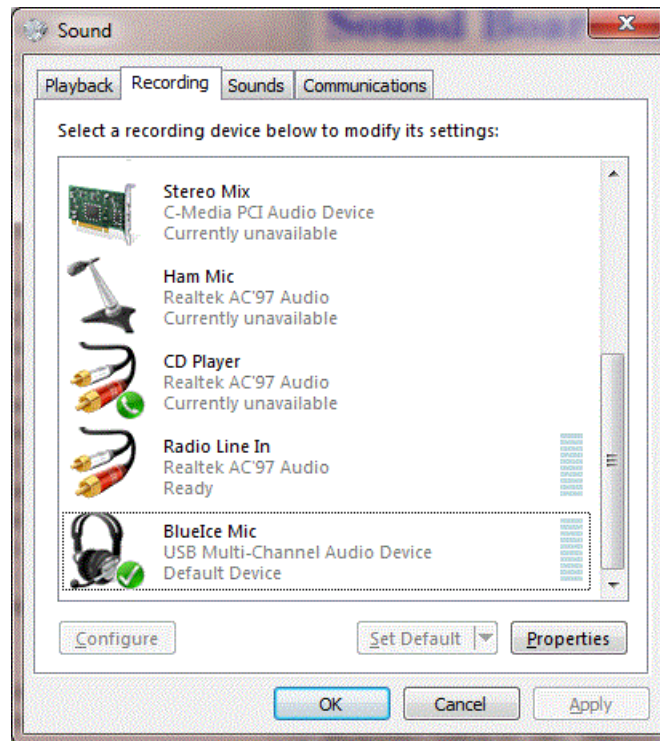 Sound
Playback Recording Sounds Communications
Select a recording device below to modify its settings:
Stereo Mix
C-Media PCI Audio Device
Currently unavailable
Ham Mic
Realtek AC'97 Audio
Currently unavailable
CD Player
Realtek AC'97 Audio
Currently unavailable
Radio Line In
Realtek AC'97 Audio
Ready
BlueIce Mic
USB Multi-Channel Audio Device
Default Device
Configure Set Default Properties
OK Cancel Apply